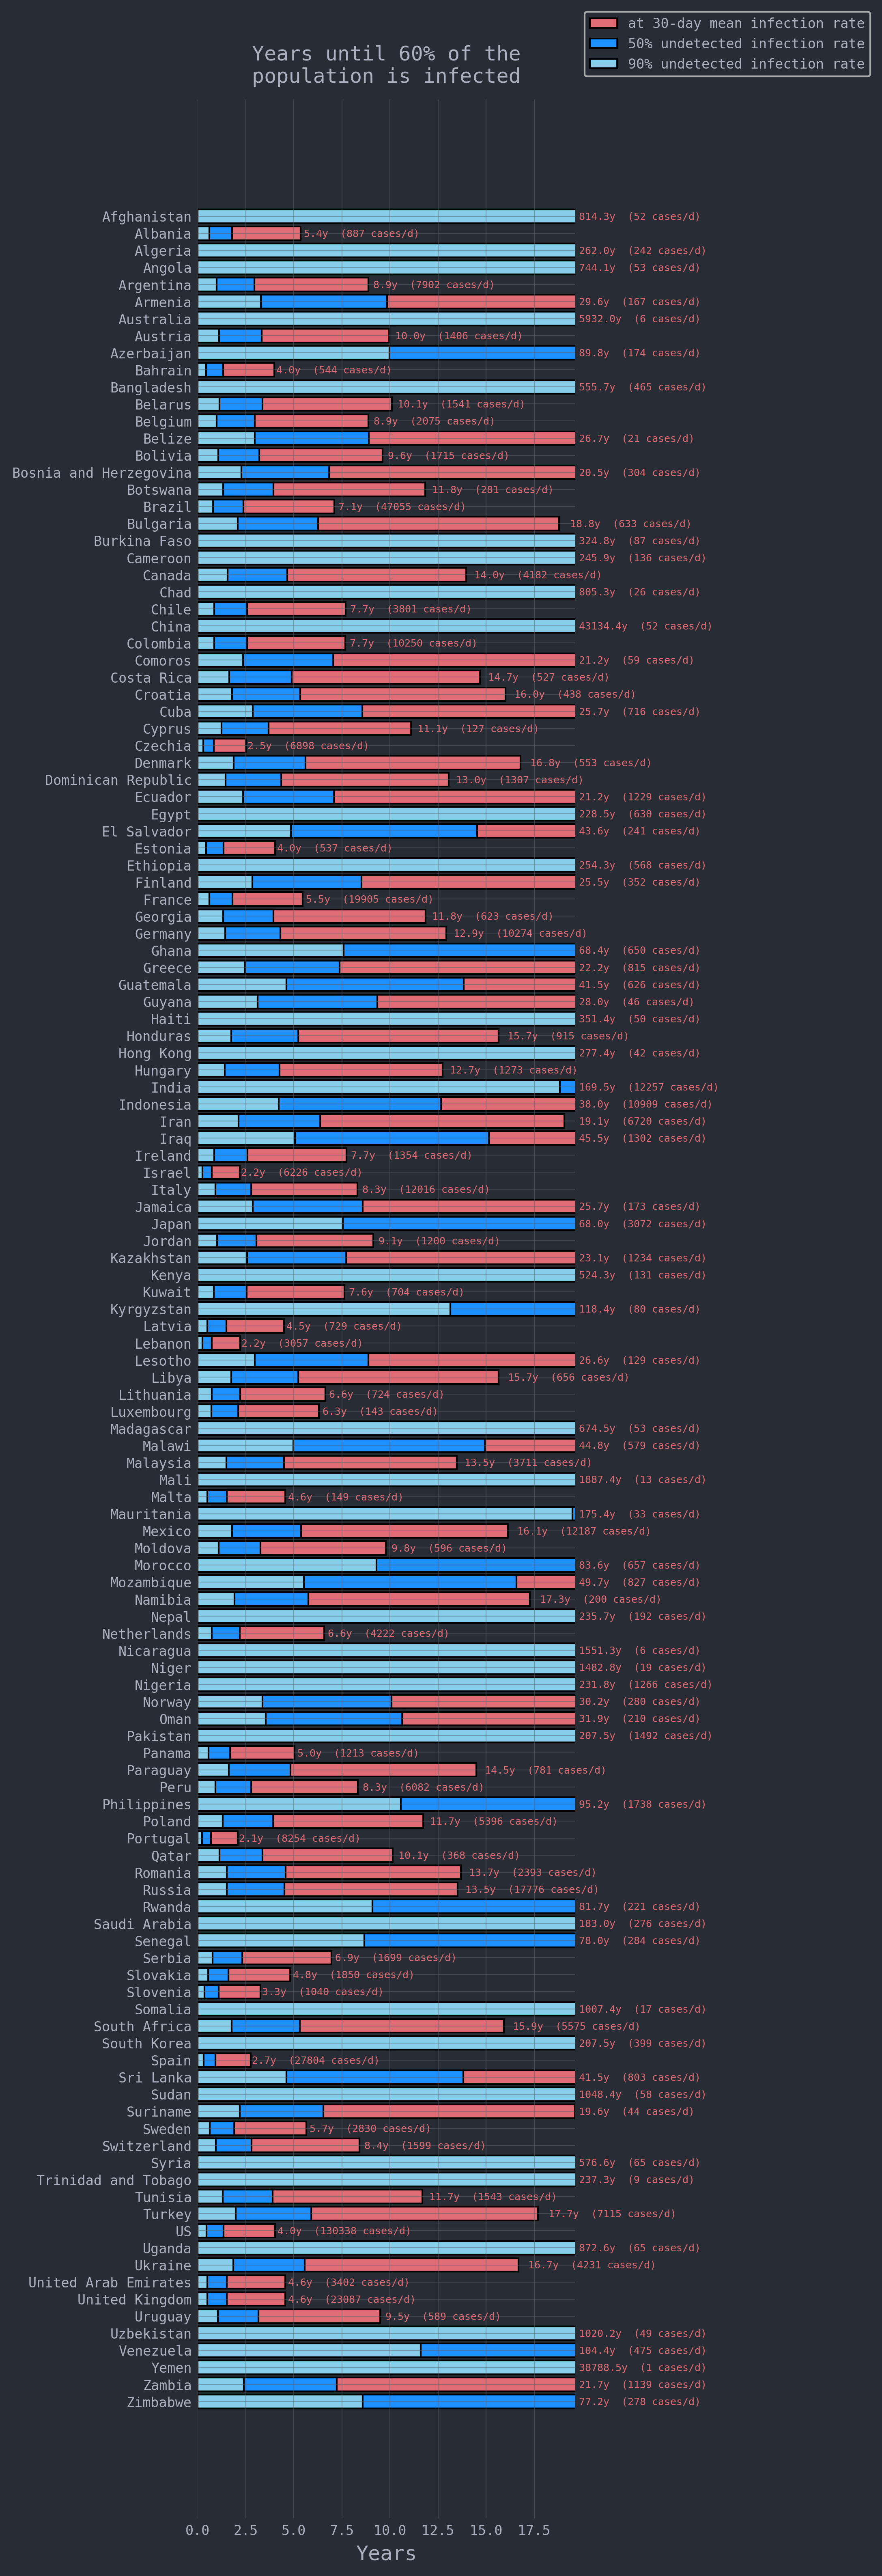 at 30-day mean infection rate
50% undetected infection rate
90% undetected infection rate
Years until 60% of the
population is infected
Afghanistan 814.3y (52 cases/d)
Albania 5.4y (887 cases/d)
Algeria 262.0y (242 cases/d)
Angola 744.1y (53 cases/d)
Argentina 8.9y (7902 cases/d)
Armenia 29.6y (167 cases/d)
Australia 5932.0y (6 cases/d)
Austria 10.0y (1406 cases/d)
Azerbaijan 89.8y (174 cases/d)
Bahrain 4.0y (544 cases/d)
Bangladesh 555.7y (465 cases/d)
Belarus 10.1y (1541 cases/d)
Belgium 8.9y (2075 cases/d)
Belize 26.7y (21 cases/d)
Bolivia 9.6y (1715 cases/d)
Bosnia and Herzegovina 20.5y (304 cases/d)
Botswana 11.8y (281 cases/d)
Brazil 7.1y (47055 cases/d)
Bulgaria 18.8y (633 cases/d)
Burkina Faso 324.8y (87 cases/d)
Cameroon 245.9y (136 cases/d)
Canada 14.0y (4182 cases/d)
Chad 805.3y (26 cases/d)
Chile 7.7y (3801 cases/d)
China 43134.4y (52 cases/d)
Colombia 7.7y (10250 cases/d)
Comoros 21.2y (59 cases/d)
Costa Rica 14.7y (527 cases/d)
Croatia 16.0y (438 cases/d)
Cuba 25.7y (716 cases/d)
Cyprus 11.1y (127 cases/d)
Czechia 2.5y (6898 cases/d)
Denmark 16.8y (553 cases/d)
Dominican Republic 13.0y (1307 cases/d)
Ecuador 21.2y (1229 cases/d)
Egypt 228.5y (630 cases/d)
El Salvador 43.6y (241 cases/d)
Estonia 4.0y (537 cases/d)
Ethiopia 254.3y (568 cases/d)
Finland 25.5y (352 cases/d)
France 5.5y (19905 cases/d)
Georgia 11.8y (623 cases/d)
Germany 12.9y (10274 cases/d)
Ghana 68.4y (650 cases/d)
Greece 22.2y (815 cases/d)
Guatemala 41.5y (626 cases/d)
Guyana 28.0y (46 cases/d)
Haiti 351.4y (50 cases/d)
Honduras 15.7y (915 cases/d)
Hong Kong 277.4y (42 cases/d)
Hungary 12.7y (1273 cases/d)
India 169.5y (12257 cases/d)
Indonesia 38.0y (10909 cases/d)
Iran 19.1y (6720 cases/d)
Iraq 45.5y (1302 cases/d)
Ireland 7.7y (1354 cases/d)
Israel 2.2y (6226 cases/d)
Italy 8.3y (12016 cases/d)
Jamaica 25.7y (173 cases/d)
Japan 68.0y (3072 cases/d)
Jordan 9.1y (1200 cases/d)
Kazakhstan 23.1y (1234 cases/d)
Kenya 524.3y (131 cases/d)
Kuwait 7.6y (704 cases/d)
Kyrgyzstan 118.4y (80 cases/d)
Latvia 4.5y (729 cases/d)
Lebanon 2.2y (3057 cases/d)
Lesotho 26.6y (129 cases/d)
Libya 15.7y (656 cases/d)
Lithuania 6.6y (724 cases/d)
Luxembourg 6.3y (143 cases/d)
Madagascar 674.5y (53 cases/d)
Malawi 44.8y (579 cases/d)
Malaysia 13.5y (3711 cases/d)
Mali 1887.4y (13 cases/d)
Malta 4.6y (149 cases/d)
Mauritania 175.4y (33 cases/d)
Mexico 16.1y (12187 cases/d)
Moldova 9.8y (596 cases/d)
Morocco 83.6y (657 cases/d)
Mozambique 49.7y (827 cases/d)
Namibia 17.3y (200 cases/d)
Nepal 235.7y (192 cases/d)
Netherlands 6.6y (4222 cases/d)
Nicaragua 1551.3y (6 cases/d)
Niger 1482.8y (19 cases/d)
Nigeria 231.8y (1266 cases/d)
Norway 30.2y (280 cases/d)
Oman 31.9y (210 cases/d)
Pakistan 207.5y (1492 cases/d)
Panama 5.0y (1213 cases/d)
Paraguay 14.5y (781 cases/d)
Peru 8.3y (6082 cases/d)
Philippines 95.2y (1738 cases/d)
Poland 11.7y (5396 cases/d)
Portugal 2.1y (8254 cases/d)
Qatar 10.1y (368 cases/d)
Romania 13.7y (2393 cases/d)
Russia 13.5y (17776 cases/d)
Rwanda 81.7y (221 cases/d)
Saudi Arabia 183.0y (276 cases/d)
Senegal 78.0y (284 cases/d)
Serbia 6.9y (1699 cases/d)
Slovakia 4.8y (1850 cases/d)
Slovenia 3.3y (1040 cases/d)
Somalia 1007.4y (17 cases/d)
South Africa 15.9y (5575 cases/d)
South Korea 207.5y (399 cases/d)
Spain 2.7y (27804 cases/d)
Sri Lanka 41.5y (803 cases/d)
Sudan 1048.4y (58 cases/d)
Suriname 19.6y (44 cases/d)
Sweden 5.7y (2830 cases/d)
Switzerland 8.4y (1599 cases/d)
Syria 576.6y (65 cases/d)
Trinidad and Tobago 237.3y (9 cases/d)
Tunisia 11.7y (1543 cases/d)
Turkey 17.7y (7115 cases/d)
US 4.0y (130338 cases/d)
Uganda 872.6y (65 cases/d)
Ukraine 16.7y (4231 cases/d)
United Arab Emirates 4.6y (3402 cases/d)
United Kingdom 4.6y (23087 cases/d)
Uruguay 9.5y (589 cases/d)
Uzbekistan 1020.2y (49 cases/d)
Venezuela 104.4y (475 cases/d)
Yemen 38788.5y (1 cases/d)
Zambia 21.7y (1139 cases/d)
Zimbabwe 77.2y (278 cases/d)
0.0 2.5 5.0 7.5 10.0 12.5 15.0 17.5
Years